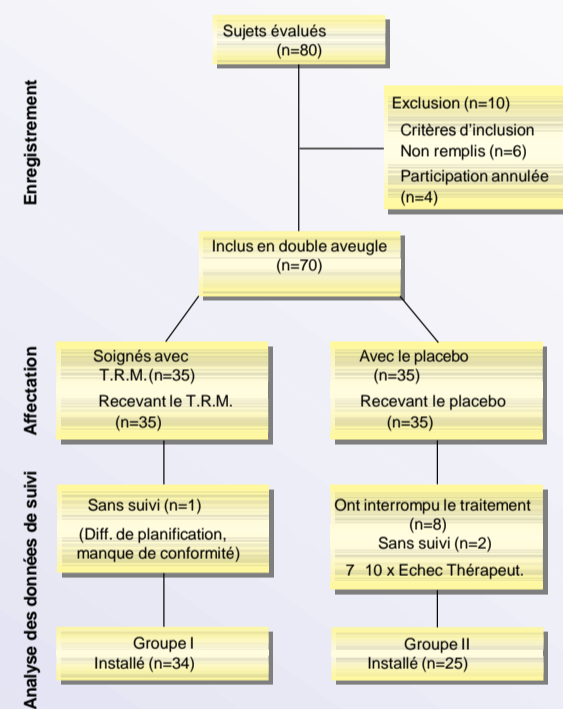 Sujets évalués
(n=80)
Enregistrement
Exclusion (n=10)
Critères d'inclusion
Non remplis (n=6)
Participation annulée
(n=4)
Inclus en double aveugle
(n=70)
Affectation
Soignés avec
T.R.M.(n=35)
Recevant le T.R.M.
(n=35)
Avec le placebo
(n=35)
Recevant le placebo
(n=35)
Analyse des données de suivi
Sans suivi (n=1)
(Diff. de planification,
manque de conformité)
Ont interrompu le traitement
(n=8)
Sans suivi (n=2)
7 10 x Echec Thérapeut.
Groupe I
Installé (n=34)
Groupe II
Installé (n=25)